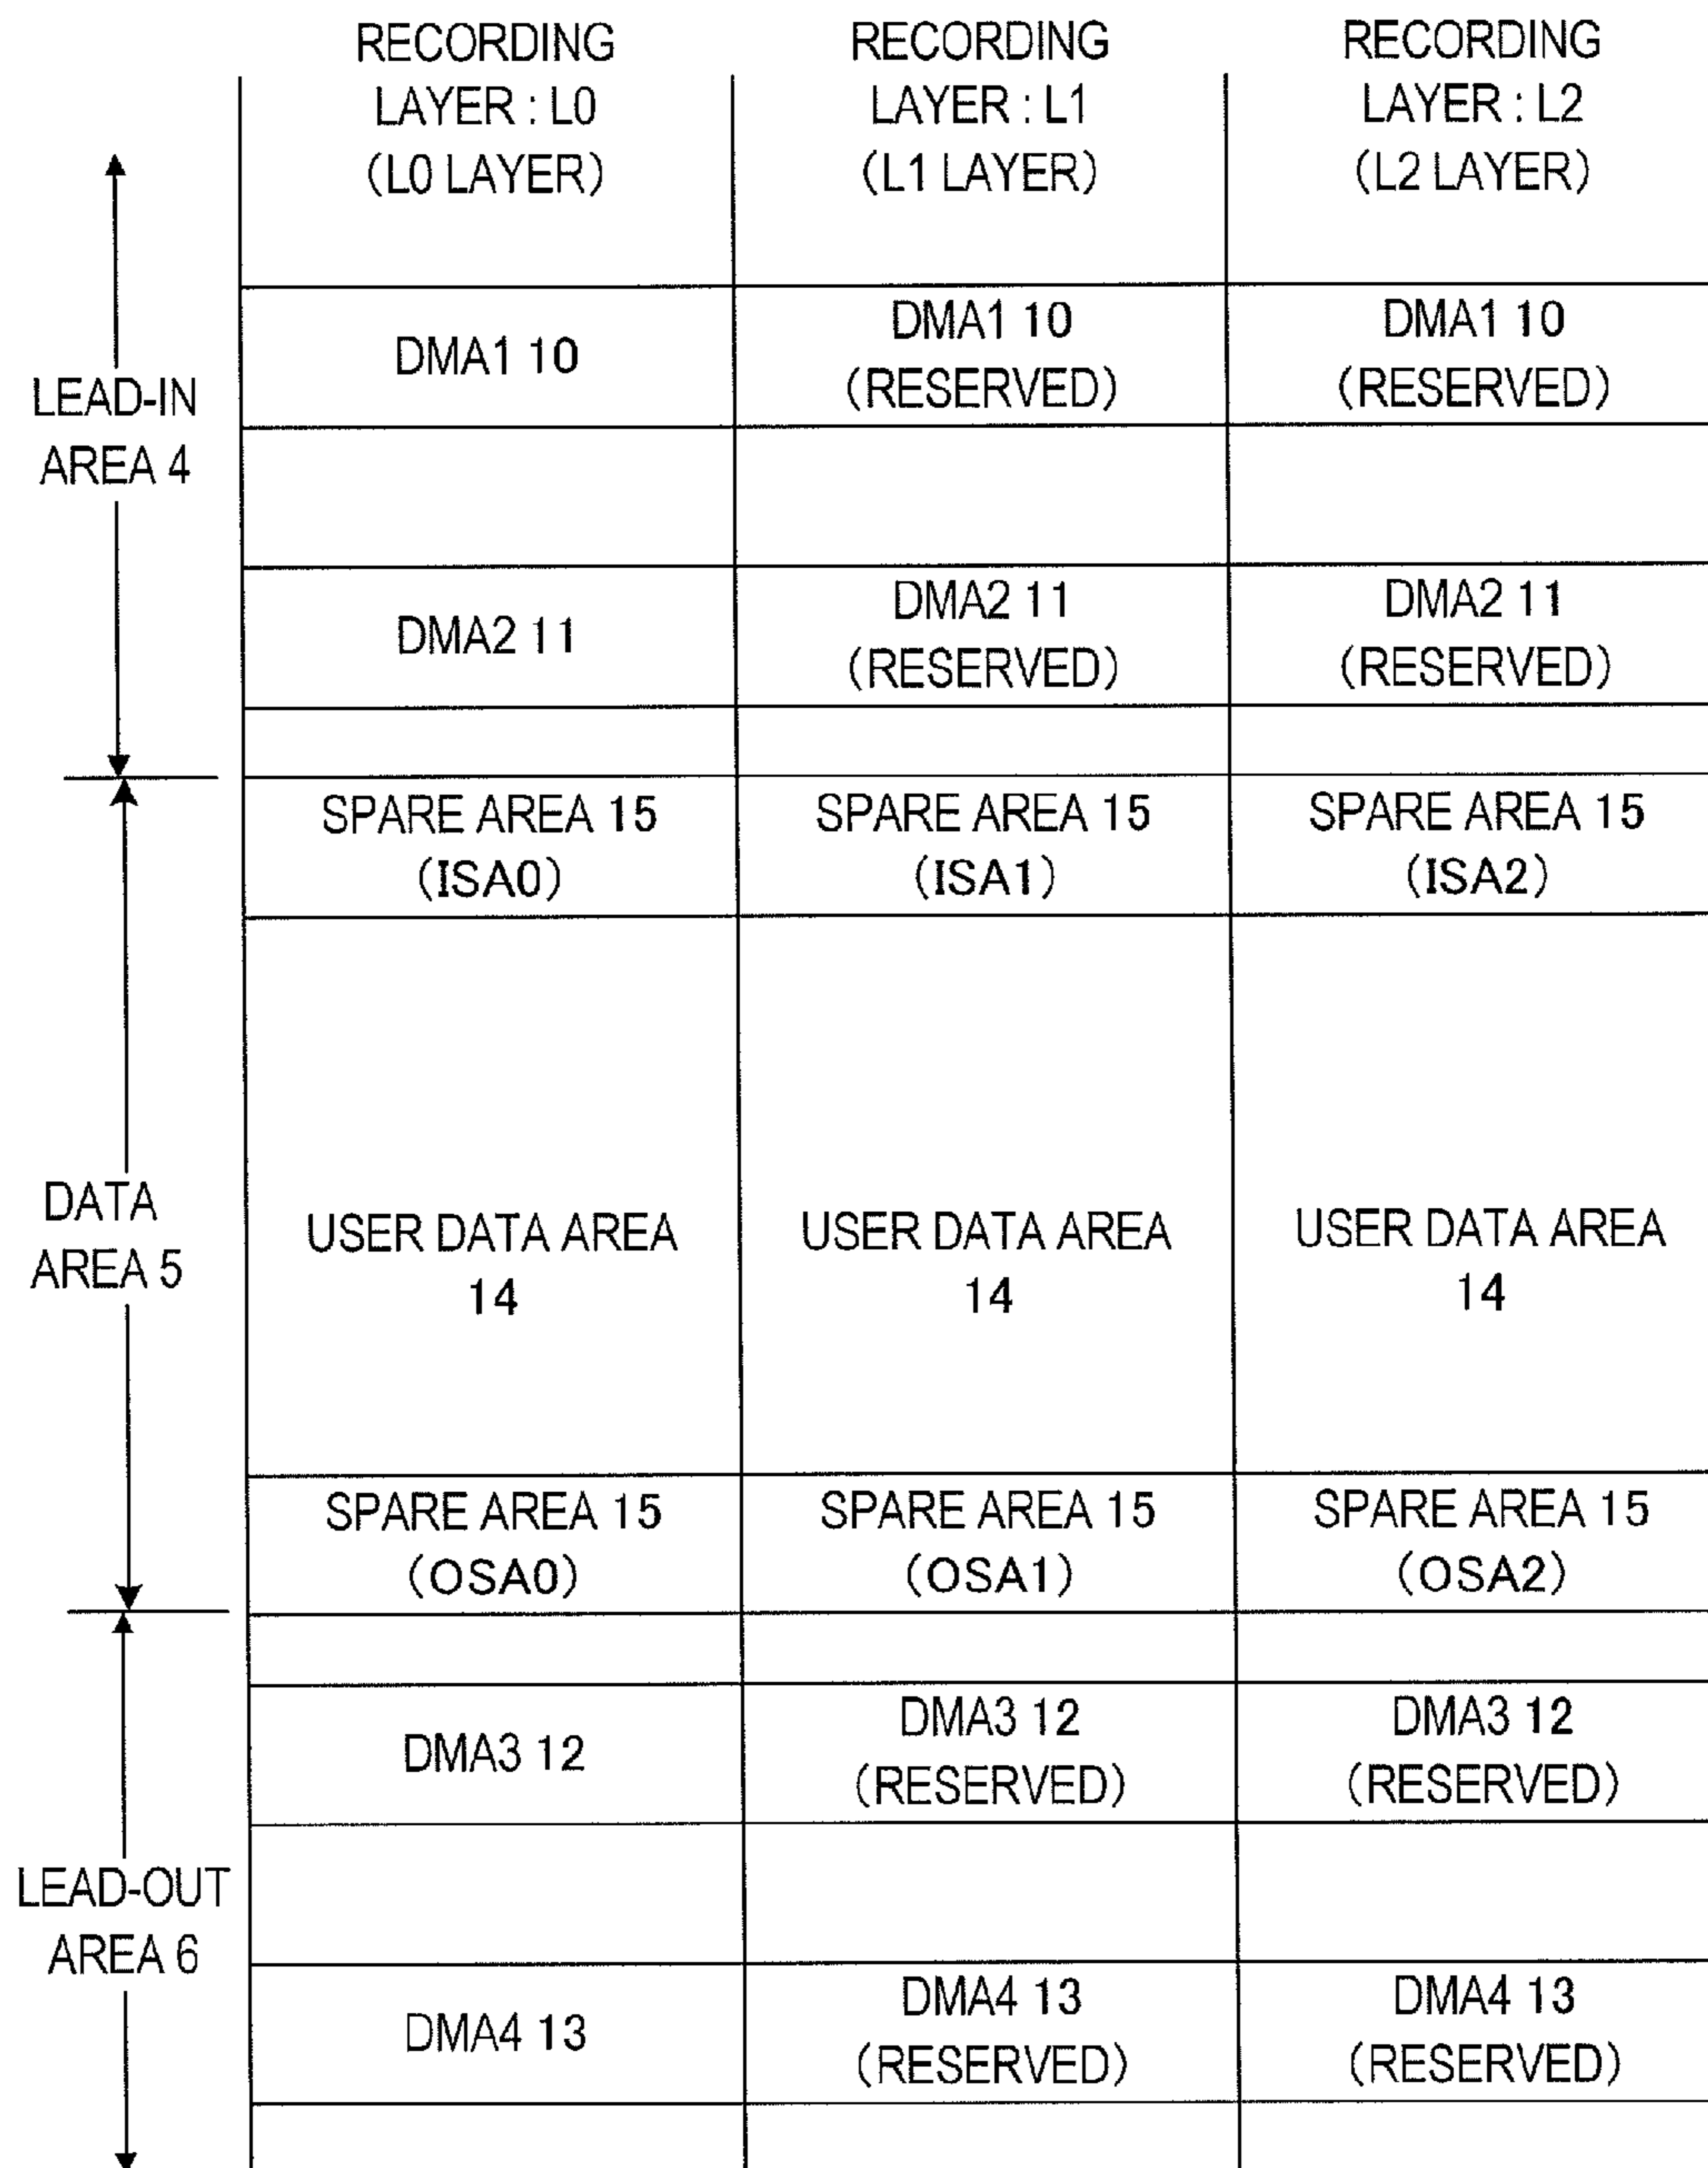 RECORDING
LAYER : L0
(L0 LAYER)
RECORDING
LAYER : L1
(L1 LAYER)
RECORDING
LAYER : L2
(L2 LAYER)
LEAD-IN
AREA 4
DMA1 10
DMA1 10
(RESERVED)
DMA1 10
(RESERVED)
DMA2 11
DMA2 11
(RESERVED)
DMA2 11
(RESERVED)
DATA
AREA 5
SPARE AREA 15
(ISA0)
SPARE AREA 15
(ISA1)
SPARE AREA 15
(ISA2)
USER DATA AREA
14
USER DATA AREA
14
USER DATA AREA
14
SPARE AREA 15
(OSA0)
SPARE AREA 15
(OSA1)
SPARE AREA 15
(OSA2)
LEAD-OUT
AREA 6
DMA3 12
DMA3 12
(RESERVED)
DMA3 12
(RESERVED)
DMA4 13
DMA4 13
(RESERVED)
DMA4 13
(RESERVED)